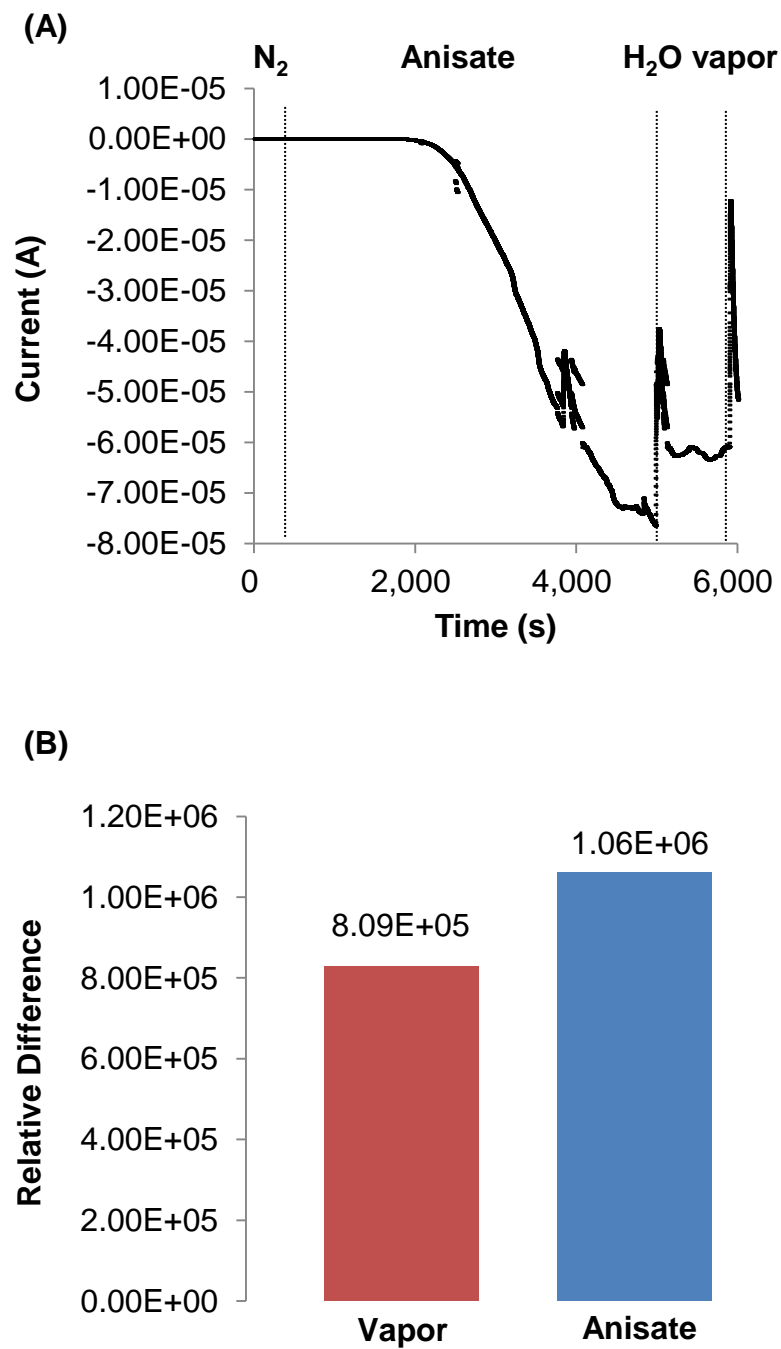 (A)
N₂ Anisate H₂O vapor
1.00E-05
0.00E+00
-1.00E-05
-2.00E-05
-3.00E-05
-4.00E-05
-5.00E-05
-6.00E-05
-7.00E-05
-8.00E-05
Current (A)
0 2,000 4,000 6,000
Time (s)
(B)
1.20E+06
1.00E+06
8.00E+05
6.00E+05
4.00E+05
2.00E+05
0.00E+00
Relative Difference
8.09E+05
1.06E+06
Vapor Anisate